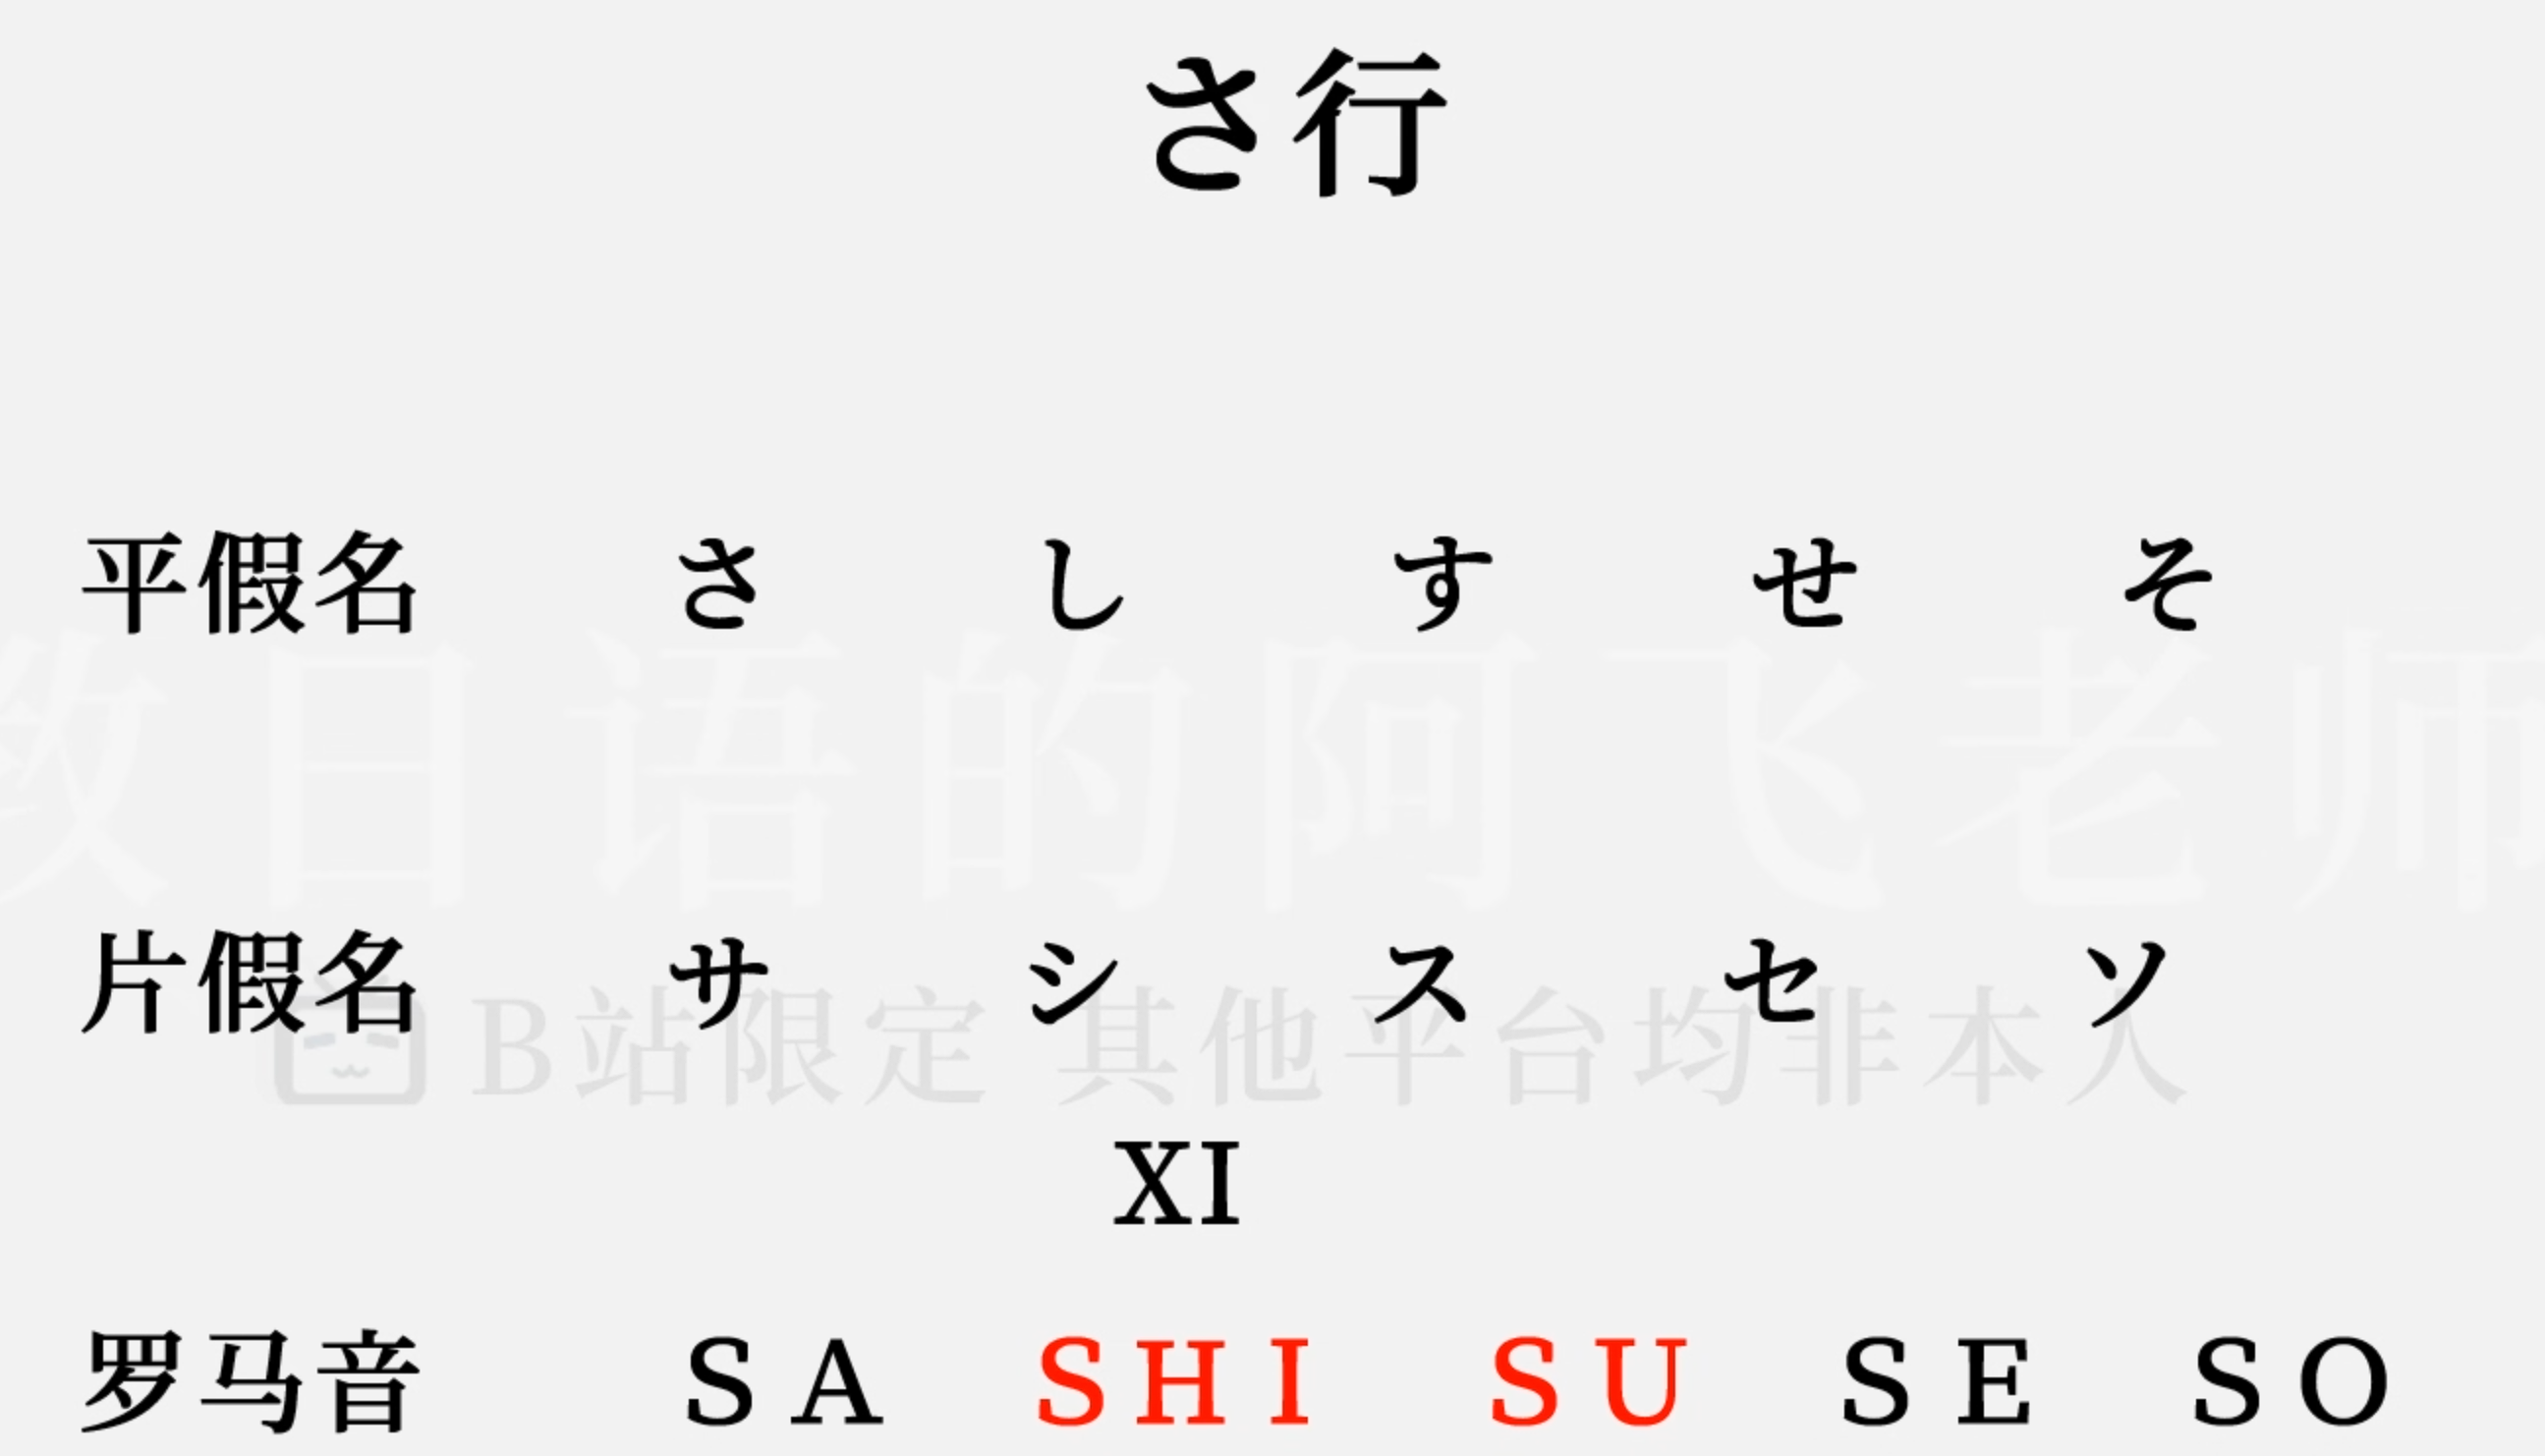 さ行
平假名 さ し す せ そ
教日语的阿飞老师
片假名 サ シ ス セ ソ
B站限定 其他平台均非本人
XI
罗马音 SA SHI SU SE SO